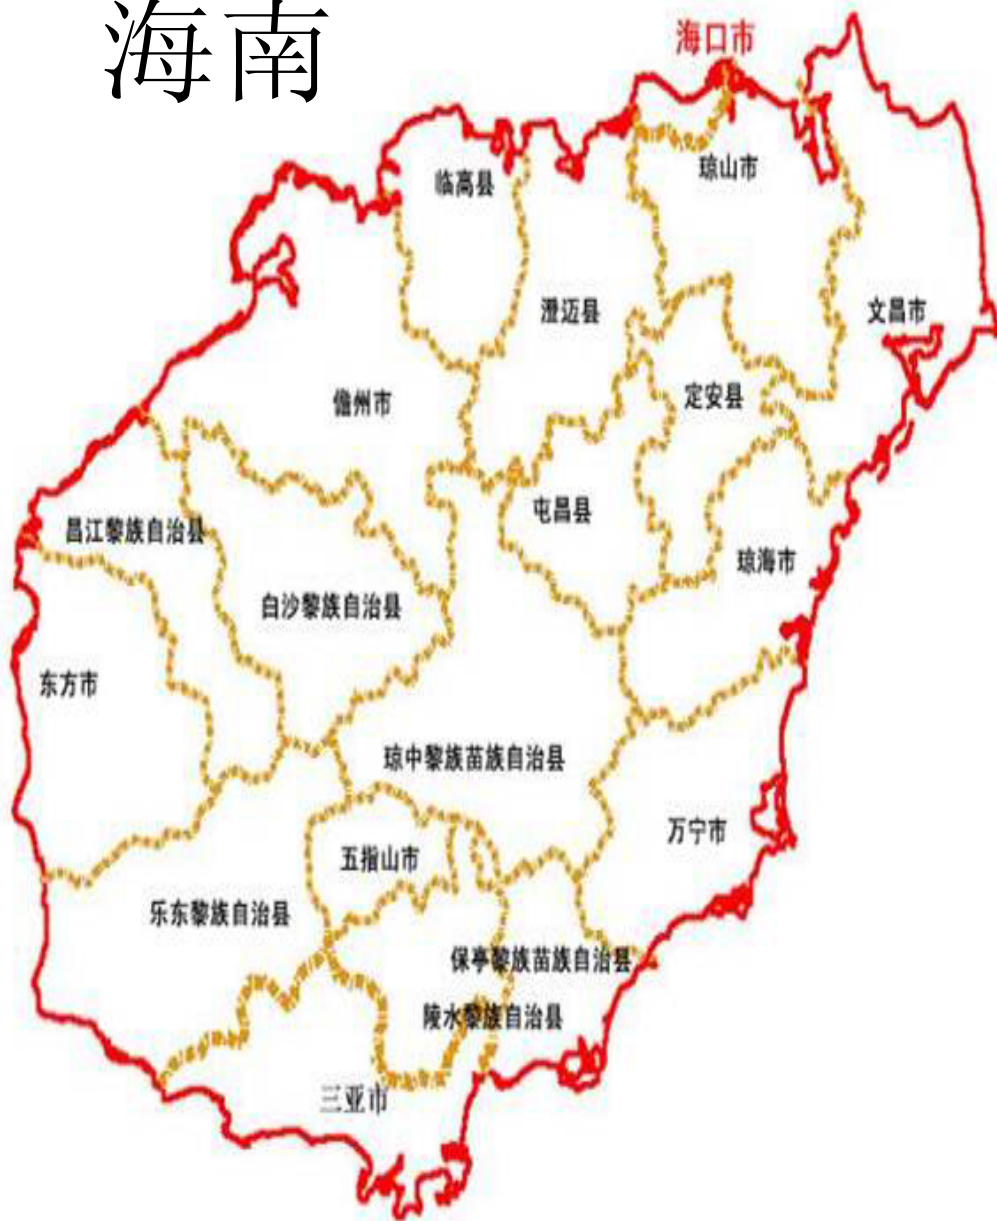 海南
海口市
琼山市
临高县
澄迈县
文昌市
儋州市
定安县
屯昌县
昌江黎族自治县
琼海市
白沙黎族自治县
东方市
琼中黎族苗族自治县
万宁市
五指山市
乐东黎族自治县
保亭黎族苗族自治县
陵水黎族自治县
三亚市